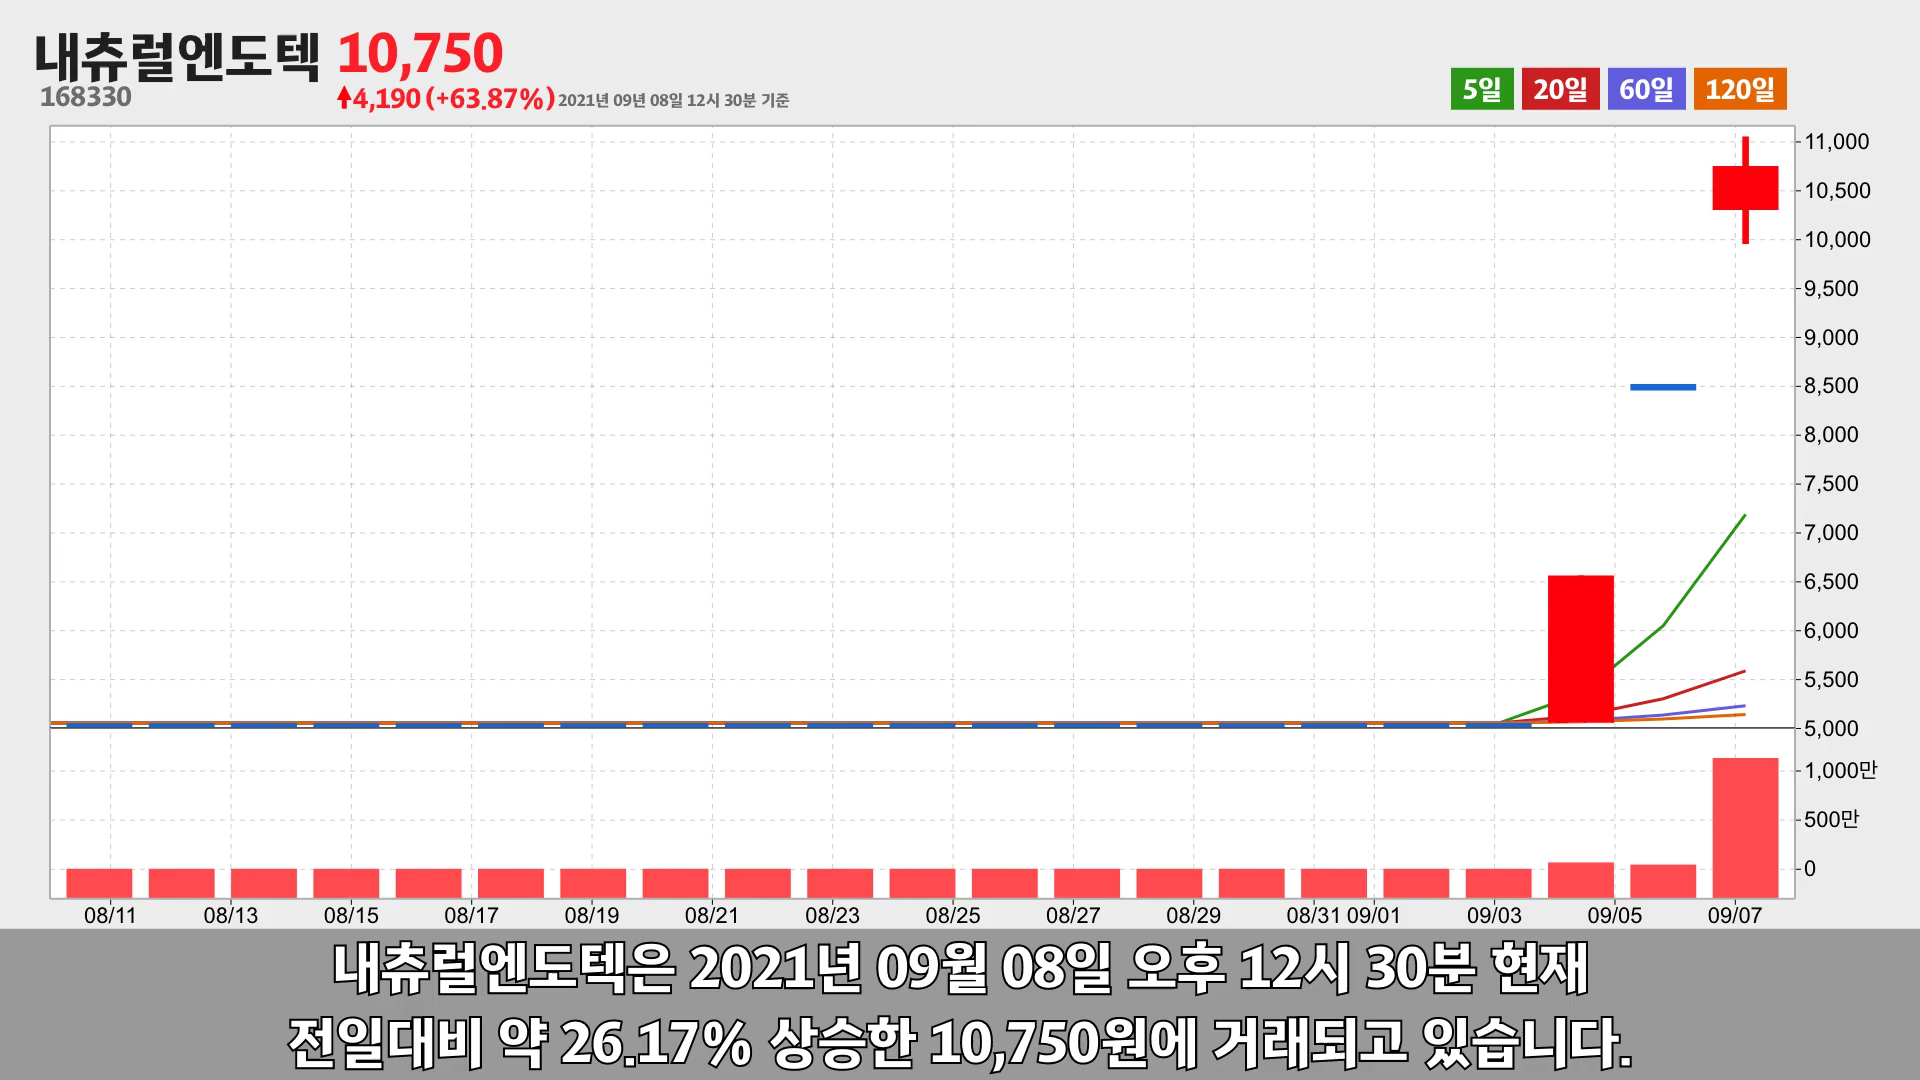 내츄럴엔도텍 10,750
168330
4,190 (+63.87%) 2021년 09월 08일 12시 30분 기준
5일 20일 60일 120일
11,000
10,500
10,000
9,500
9,000
8,500
8,000
7,500
7,000
6,500
6,000
5,500
5,000
1,000만
500만
0
08/11 08/13 08/15 08/17 08/19 08/21 08/23 08/25 08/27 08/29 08/31 09/01 09/03 09/05 09/07
내츄럴엔도텍은 2021년 09월 08일 오후 12시 30분 현재
전일대비 약 26.17% 상승한 10,750원에 거래되고 있습니다.